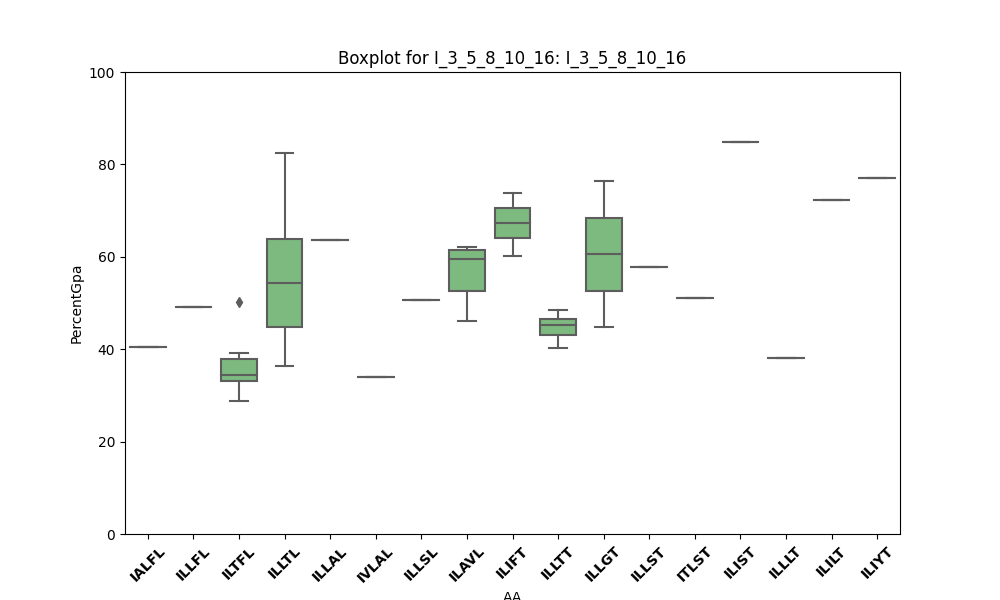 Boxplot for I_3_5_8_10_16: I_3_5_8_10_16
100
80
60
40
20
0
PercentGpa
IALFL ILLFL ILTFL ILLTL ILLAL IVLAL ILLSL ILAVL ILIFT ILLTT ILLGT ILLST ITLST ILIST ILLLT ILILT ILIYT
AA